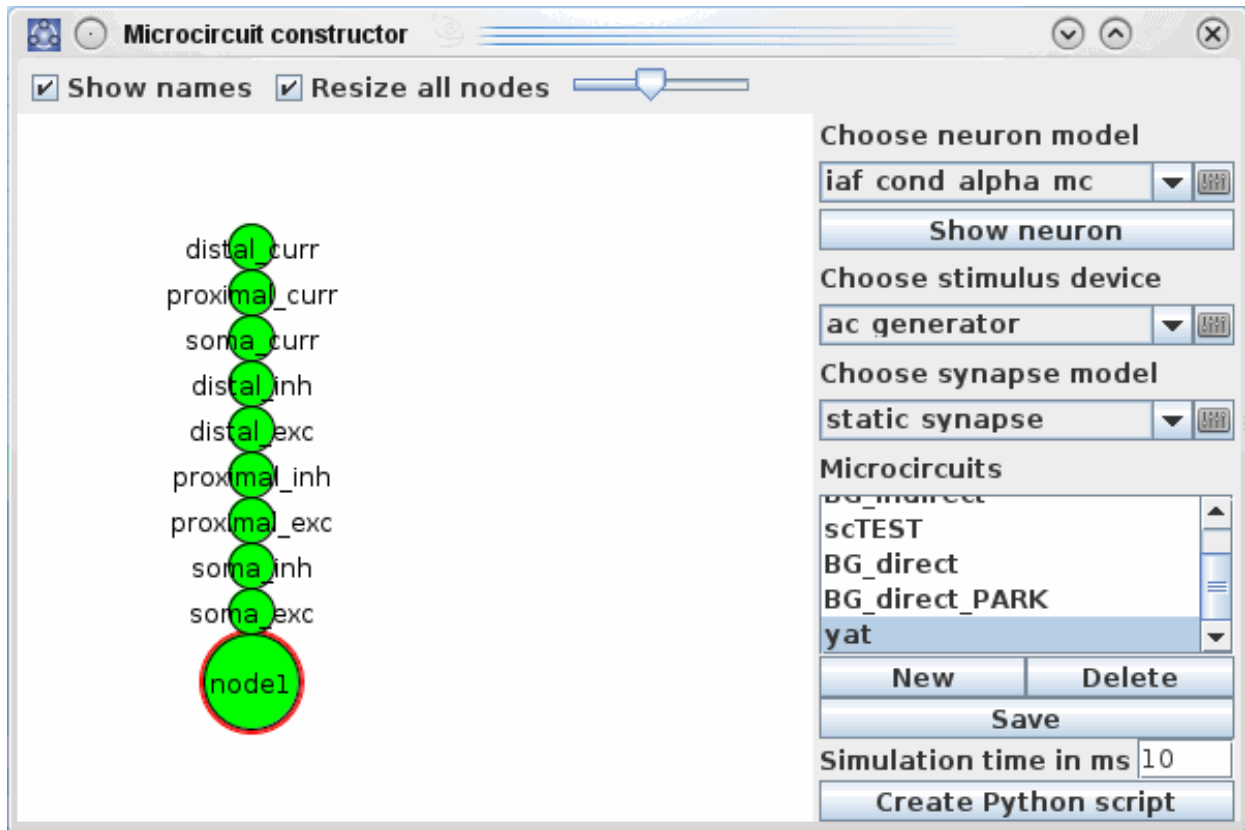 Microcircuit constructor
Show names Resize all nodes
Choose neuron model
iaf cond alpha mc
Show neuron
Choose stimulus device
ac generator
Choose synapse model
static synapse
Microcircuits
BG_indirect
scTEST
BG_direct
BG_direct_PARK
yat
New Delete
Save
Simulation time in ms 10
Create Python script
distal_curr
proximal_curr
soma_curr
distal_inh
distal_exc
proximal_inh
proximal_exc
soma_inh
soma_exc
node1